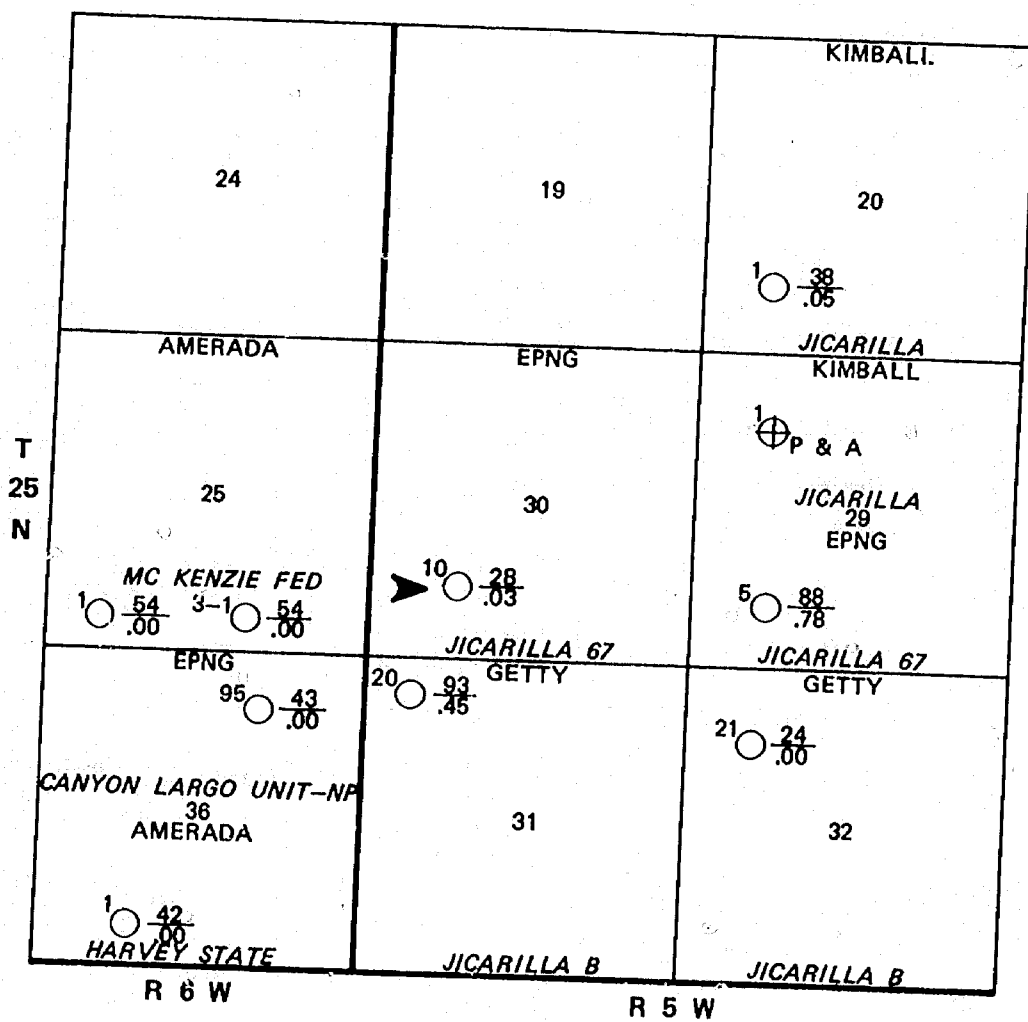 KIMBALI.
24
19
20
1 38
.05
JICARILLA
AMERADA
EPNG
KIMBALL
1
P & A
T
25
N
25
30
JICARILLA
29
EPNG
MC KENZIE FED
1 54
.00
3-1 54
.00
10 28
.03
5 88
.78
JICARILLA 67
JICARILLA 67
EPNG
GETTY
GETTY
95 43
.00
20 93
.45
21 24
.00
CANYON LARGO UNIT-NP
36
AMERADA
31
32
1 42
.00
HARVEY STATE
JICARILLA B
JICARILLA B
R 6 W
R 5 W